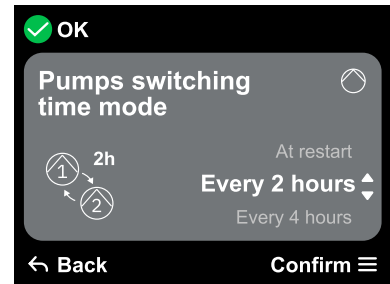 OK
Pumps switching
time mode
2h
1
2
At restart
Every 2 hours
Every 4 hours
Back
Confirm